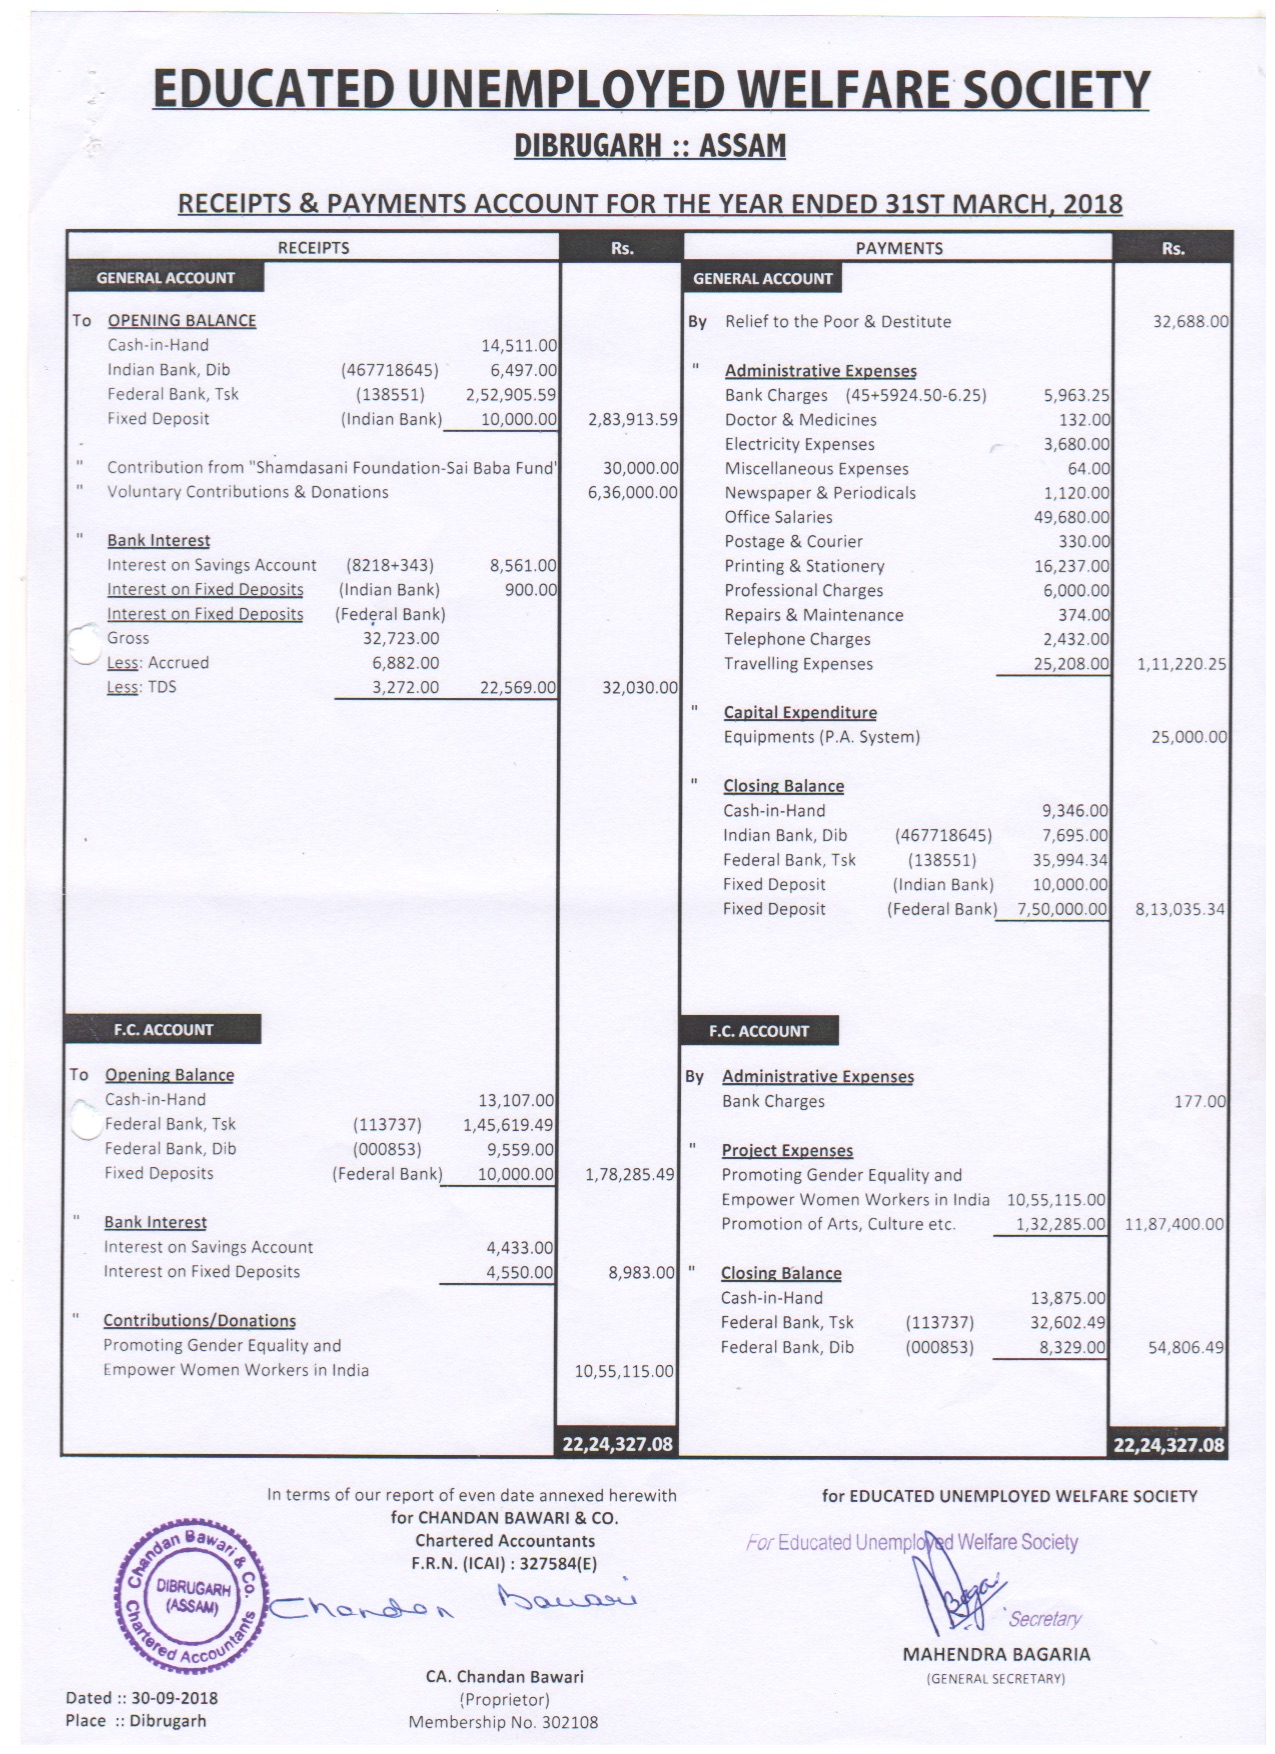 EDUCATED UNEMPLOYED WELFARE SOCIETY
DIBRUGARH :: ASSAM
RECEIPTS & PAYMENTS ACCOUNT FOR THE YEAR ENDED 31ST MARCH, 2018
RECEIPTS Rs.
GENERAL ACCOUNT
To OPENING BALANCE
Cash-in-Hand 14,511.00
Indian Bank, Dib (467718645) 6,497.00
Federal Bank, Tsk (138551) 2,52,905.59
Fixed Deposit (Indian Bank) 10,000.00 2,83,913.59
" Contribution from "Shamdasani Foundation-Sai Baba Fund' 30,000.00
" Voluntary Contributions & Donations 6,36,000.00
" Bank Interest
Interest on Savings Account (8218+343) 8,561.00
Interest on Fixed Deposits (Indian Bank) 900.00
Interest on Fixed Deposits (Federal Bank)
Gross 32,723.00
Less: Accrued 6,882.00
Less: TDS 3,272.00 22,569.00 32,030.00
F.C. ACCOUNT
To Opening Balance
Cash-in-Hand 13,107.00
Federal Bank, Tsk (113737) 1,45,619.49
Federal Bank, Dib (000853) 9,559.00
Fixed Deposits (Federal Bank) 10,000.00 1,78,285.49
" Bank Interest
Interest on Savings Account 4,433.00
Interest on Fixed Deposits 4,550.00 8,983.00
" Contributions/Donations
Promoting Gender Equality and
Empower Women Workers in India 10,55,115.00
22,24,327.08
PAYMENTS Rs.
GENERAL ACCOUNT
By Relief to the Poor & Destitute 32,688.00
" Administrative Expenses
Bank Charges (45+5924.50-6.25) 5,963.25
Doctor & Medicines 132.00
Electricity Expenses 3,680.00
Miscellaneous Expenses 64.00
Newspaper & Periodicals 1,120.00
Office Salaries 49,680.00
Postage & Courier 330.00
Printing & Stationery 16,237.00
Professional Charges 6,000.00
Repairs & Maintenance 374.00
Telephone Charges 2,432.00
Travelling Expenses 25,208.00 1,11,220.25
" Capital Expenditure
Equipments (P.A. System) 25,000.00
" Closing Balance
Cash-in-Hand 9,346.00
Indian Bank, Dib (467718645) 7,695.00
Federal Bank, Tsk (138551) 35,994.34
Fixed Deposit (Indian Bank) 10,000.00
Fixed Deposit (Federal Bank) 7,50,000.00 8,13,035.34
F.C. ACCOUNT
By Administrative Expenses
Bank Charges 177.00
" Project Expenses
Promoting Gender Equality and
Empower Women Workers in India 10,55,115.00
Promotion of Arts, Culture etc. 1,32,285.00 11,87,400.00
" Closing Balance
Cash-in-Hand 13,875.00
Federal Bank, Tsk (113737) 32,602.49
Federal Bank, Dib (000853) 8,329.00 54,806.49
22,24,327.08
In terms of our report of even date annexed herewith
for CHANDAN BAWARI & CO.
Chartered Accountants
F.R.N. (ICAI) : 327584(E)
Chandan Bawari
CA. Chandan Bawari
(Proprietor)
Membership No. 302108
Chandan Bawari & Co.
DIBRUGARH
(ASSAM)
Chartered Accountants
Dated :: 30-09-2018
Place :: Dibrugarh
for EDUCATED UNEMPLOYED WELFARE SOCIETY
For Educated Unemployed Welfare Society
Secretary
MAHENDRA BAGARIA
(GENERAL SECRETARY)